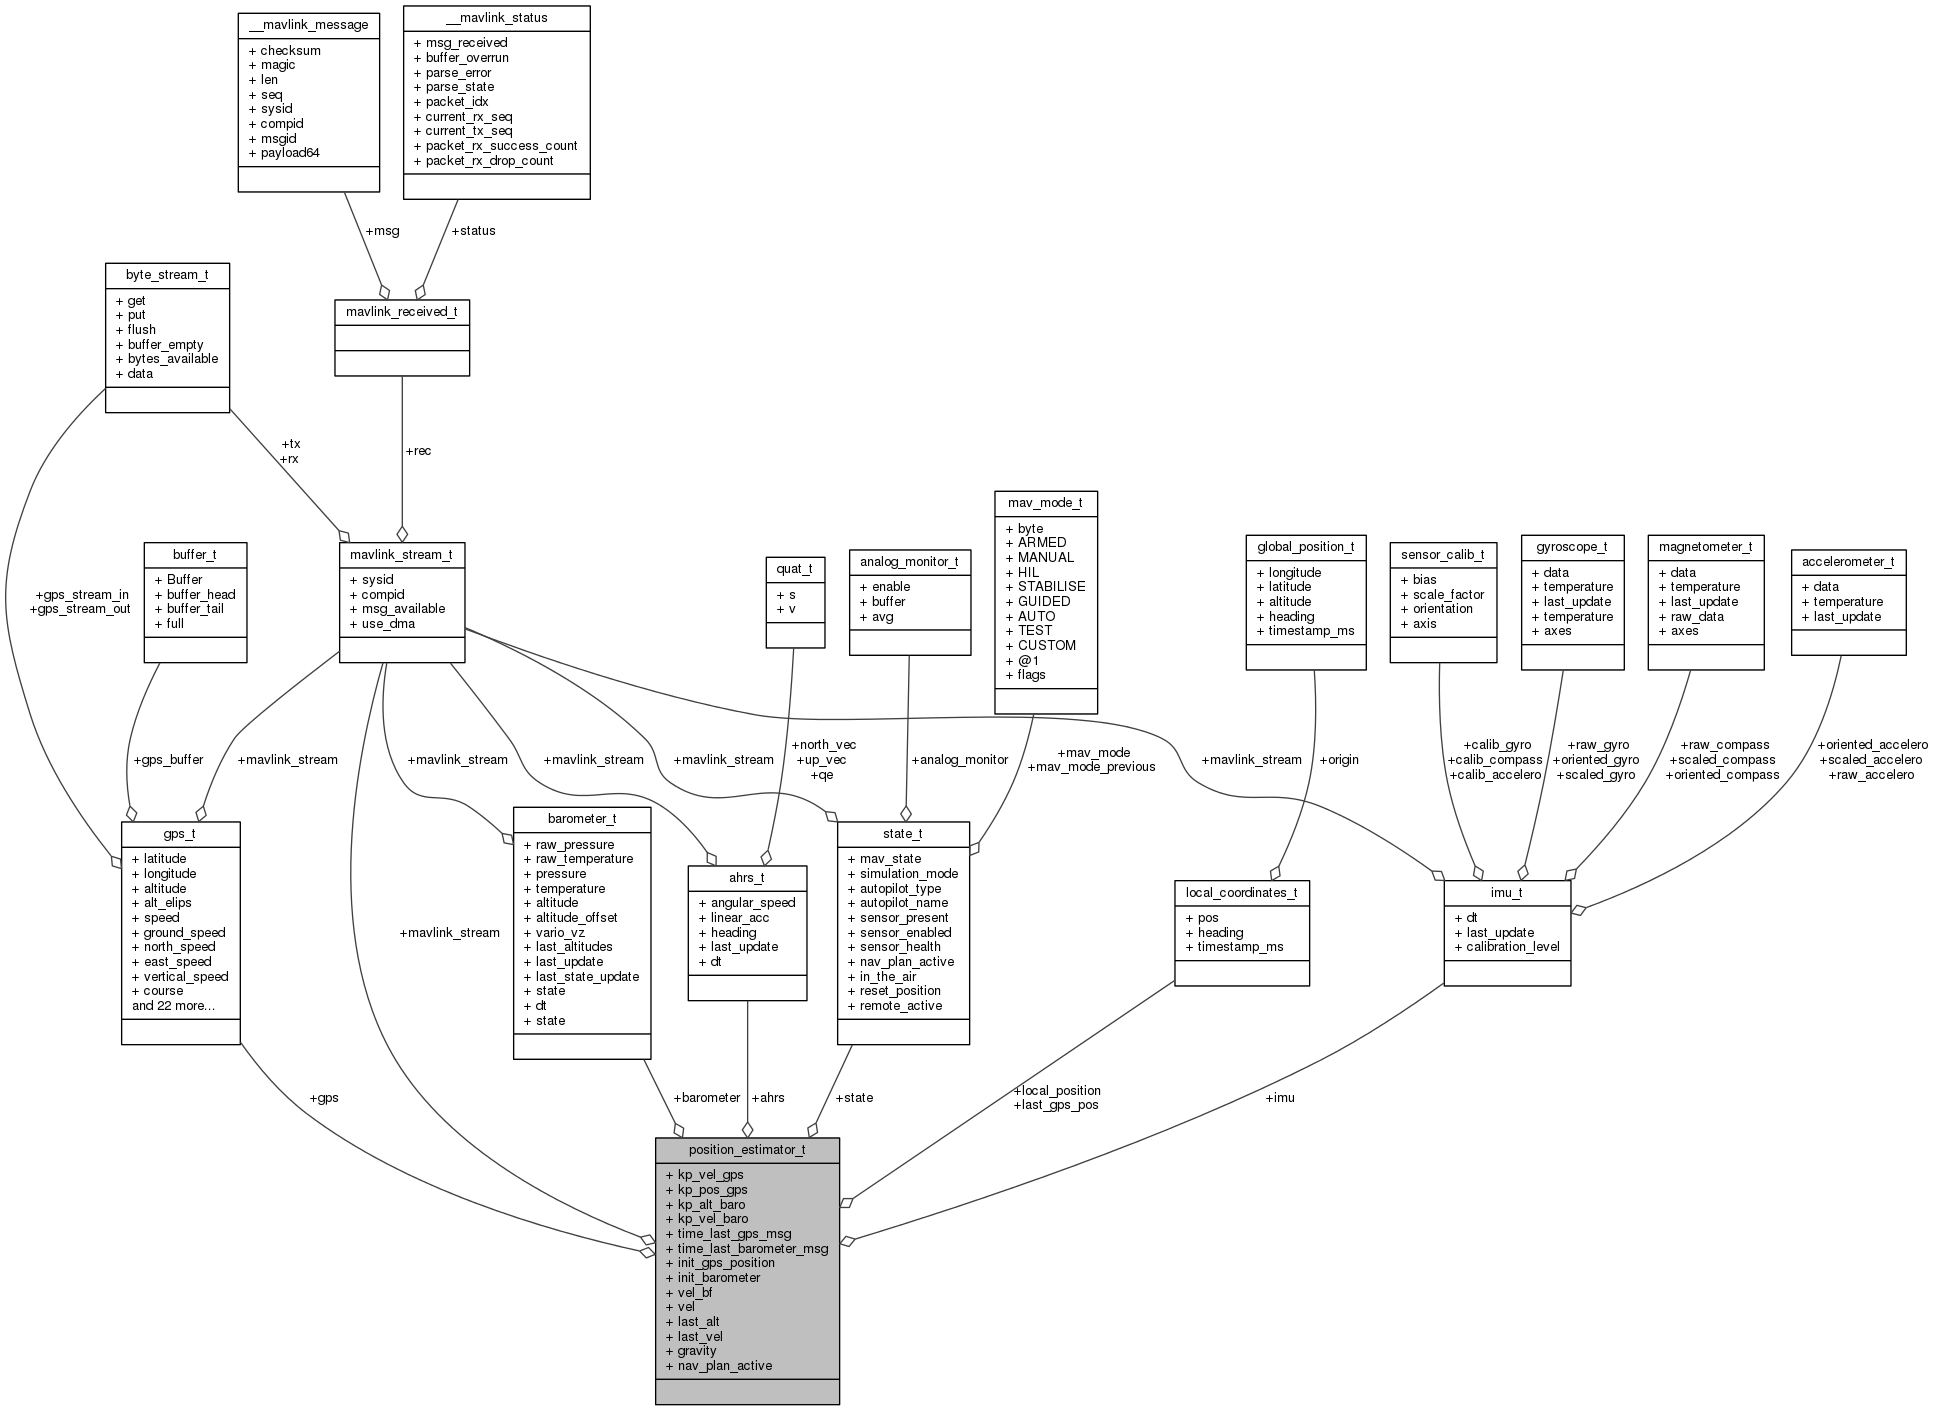 __mavlink_message
+ checksum
+ magic
+ len
+ seq
+ sysid
+ compid
+ msgid
+ payload64
__mavlink_status
+ msg_received
+ buffer_overrun
+ parse_error
+ parse_state
+ packet_idx
+ current_rx_seq
+ current_tx_seq
+ packet_rx_success_count
+ packet_rx_drop_count
+msg
+status
byte_stream_t
+ get
+ put
+ flush
+ buffer_empty
+ bytes_available
+ data
mavlink_received_t
+tx
+rx
+rec
+gps_stream_in
+gps_stream_out
buffer_t
+ Buffer
+ buffer_head
+ buffer_tail
+ full
mavlink_stream_t
+ sysid
+ compid
+ msg_available
+ use_dma
quat_t
+ s
+ v
analog_monitor_t
+ enable
+ buffer
+ avg
mav_mode_t
+ byte
+ ARMED
+ MANUAL
+ HIL
+ STABILISE
+ GUIDED
+ AUTO
+ TEST
+ CUSTOM
+ @1
+ flags
global_position_t
+ longitude
+ latitude
+ altitude
+ heading
+ timestamp_ms
sensor_calib_t
+ bias
+ scale_factor
+ orientation
+ axis
gyroscope_t
+ data
+ temperature
+ last_update
+ temperature
+ axes
magnetometer_t
+ data
+ temperature
+ last_update
+ raw_data
+ axes
accelerometer_t
+ data
+ temperature
+ last_update
+gps_buffer
+mavlink_stream
+mavlink_stream
+mavlink_stream
+north_vec
+up_vec
+qe
+mavlink_stream
+analog_monitor
+mav_mode
+mav_mode_previous
+mavlink_stream
+origin
+calib_gyro
+calib_compass
+calib_accelero
+raw_gyro
+oriented_gyro
+scaled_gyro
+raw_compass
+scaled_compass
+oriented_compass
+oriented_accelero
+scaled_accelero
+raw_accelero
gps_t
+ latitude
+ longitude
+ altitude
+ alt_elips
+ speed
+ ground_speed
+ north_speed
+ east_speed
+ vertical_speed
+ course
and 22 more...
+mavlink_stream
barometer_t
+ raw_pressure
+ raw_temperature
+ pressure
+ temperature
+ altitude
+ altitude_offset
+ vario_vz
+ last_altitudes
+ last_update
+ last_state_update
+ state
+ dt
+ state
ahrs_t
+ angular_speed
+ linear_acc
+ heading
+ last_update
+ dt
state_t
+ mav_state
+ simulation_mode
+ autopilot_type
+ autopilot_name
+ sensor_present
+ sensor_enabled
+ sensor_health
+ nav_plan_active
+ in_the_air
+ reset_position
+ remote_active
local_coordinates_t
+ pos
+ heading
+ timestamp_ms
imu_t
+ dt
+ last_update
+ calibration_level
+gps
+barometer
+ahrs
+state
+local_position
+last_gps_pos
+imu
position_estimator_t
+ kp_vel_gps
+ kp_pos_gps
+ kp_alt_baro
+ kp_vel_baro
+ time_last_gps_msg
+ time_last_barometer_msg
+ init_gps_position
+ init_barometer
+ vel_bf
+ vel
+ last_alt
+ last_vel
+ gravity
+ nav_plan_active